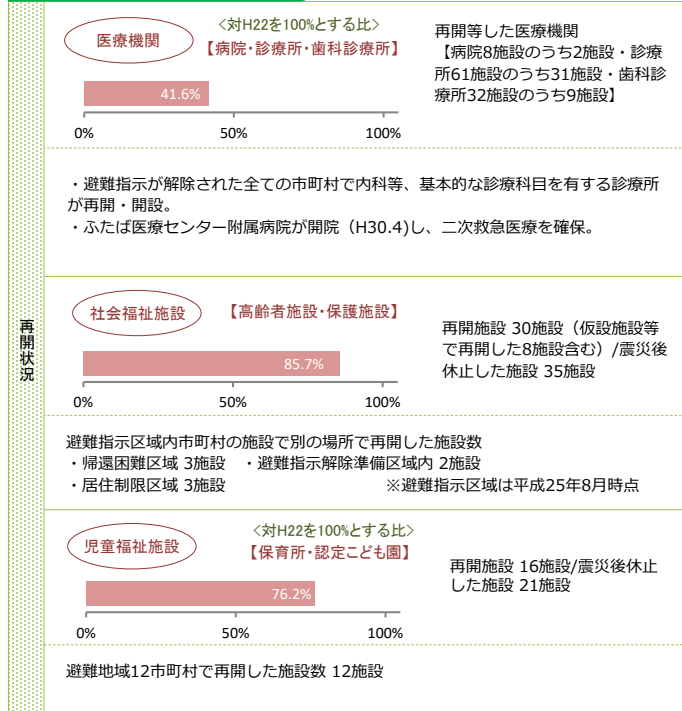 再開状況
医療機関
<対H22を100%とする比>
【病院・診療所・歯科診療所】
41.6%
0% 50% 100%
再開等した医療機関
【病院8施設のうち2施設・診療
所61施設のうち31施設・歯科診
療所32施設のうち9施設】
・避難指示が解除された全ての市町村で内科等、基本的な診療科目を有する診療所
が再開・開設。
・ふたば医療センター附属病院が開院（H30.4)し、二次救急医療を確保。
社会福祉施設
【高齢者施設・保護施設】
85.7%
0% 50% 100%
再開施設 30施設（仮設施設等
で再開した8施設含む）/震災後
休止した施設 35施設
避難指示区域内市町村の施設で別の場所で再開した施設数
・帰還困難区域 3施設 ・避難指示解除準備区域内 2施設
・居住制限区域 3施設 ※避難指示区域は平成25年8月時点
児童福祉施設
<対H22を100%とする比>
【保育所・認定こども園】
76.2%
0% 50% 100%
再開施設 16施設/震災後休止
した施設 21施設
避難地域12市町村で再開した施設数 12施設